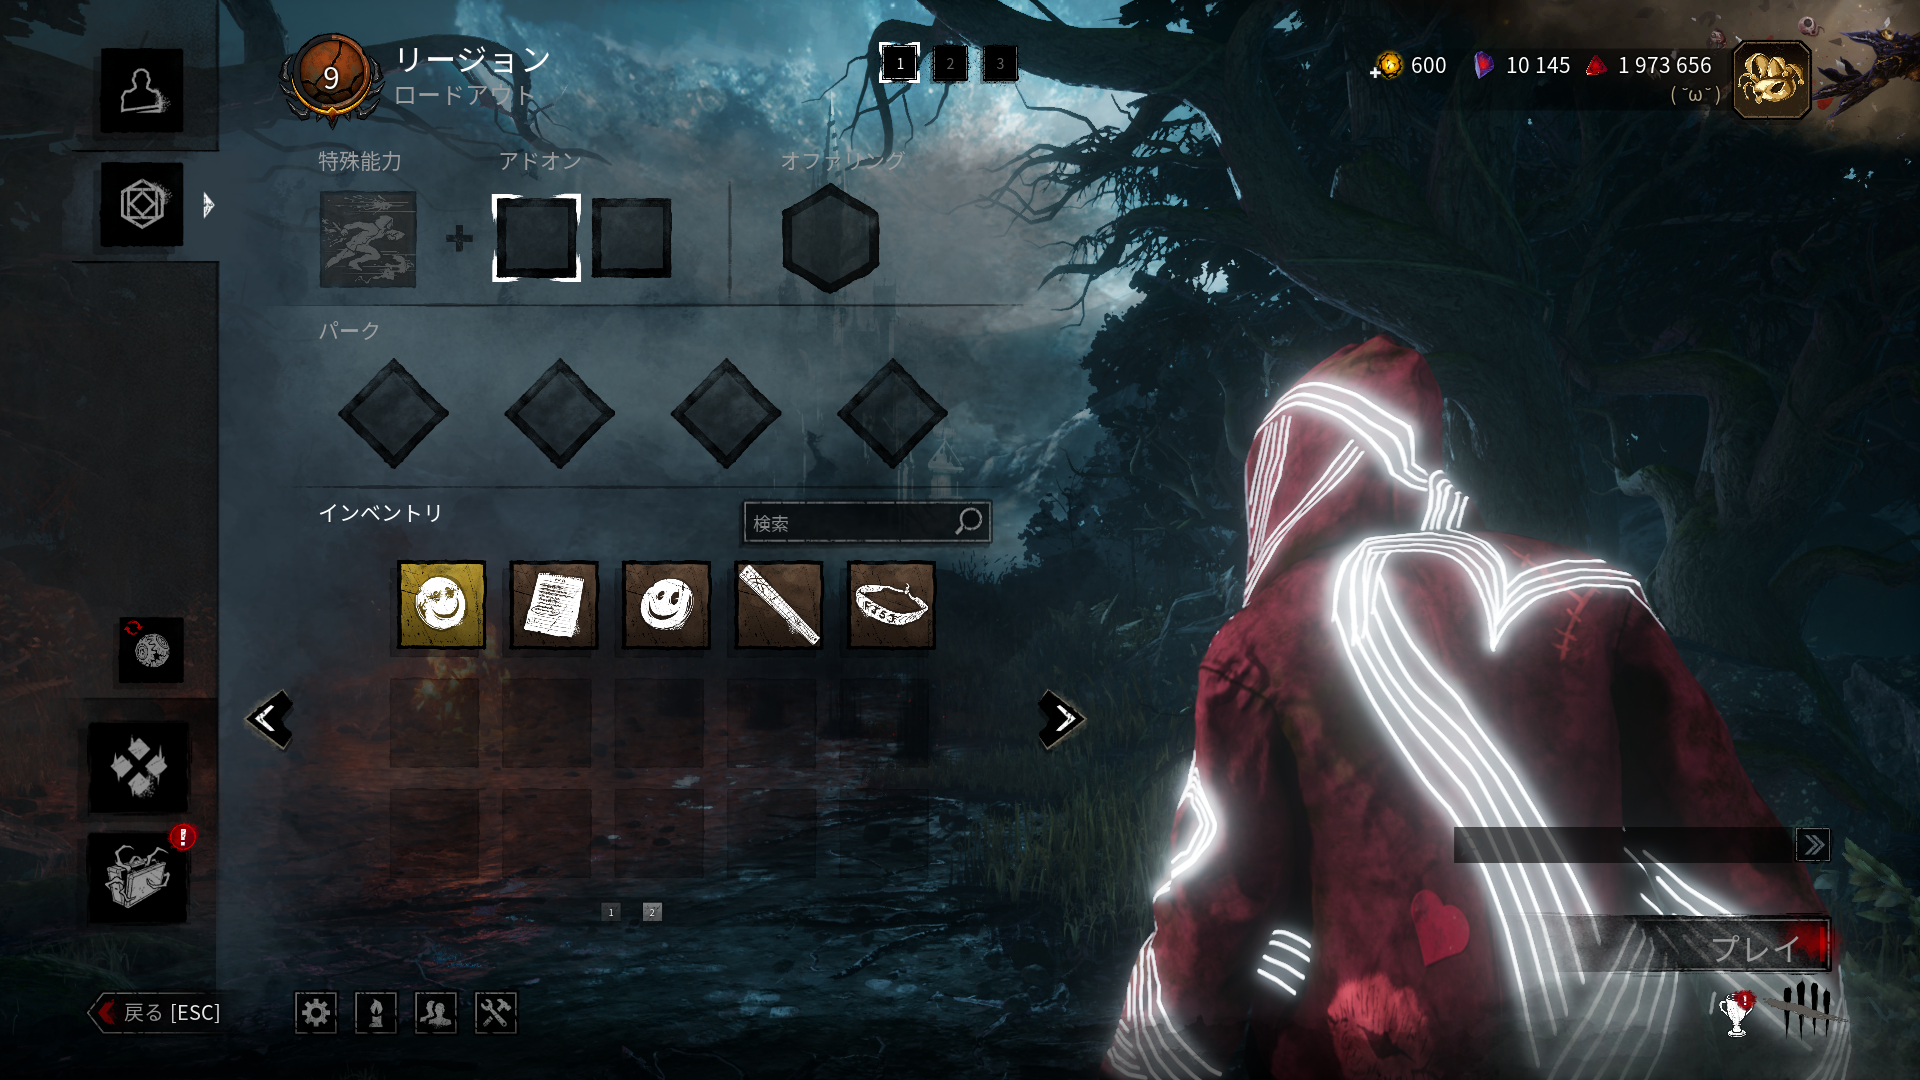 9
リージョン
ロードアウト
1 2 3
600 10 145 1 973 656
( ˘ω˘ )
特殊能力 アドオン オファリング
パーク
インベントリ
検索
1 2
プレイ
戻る [ESC]